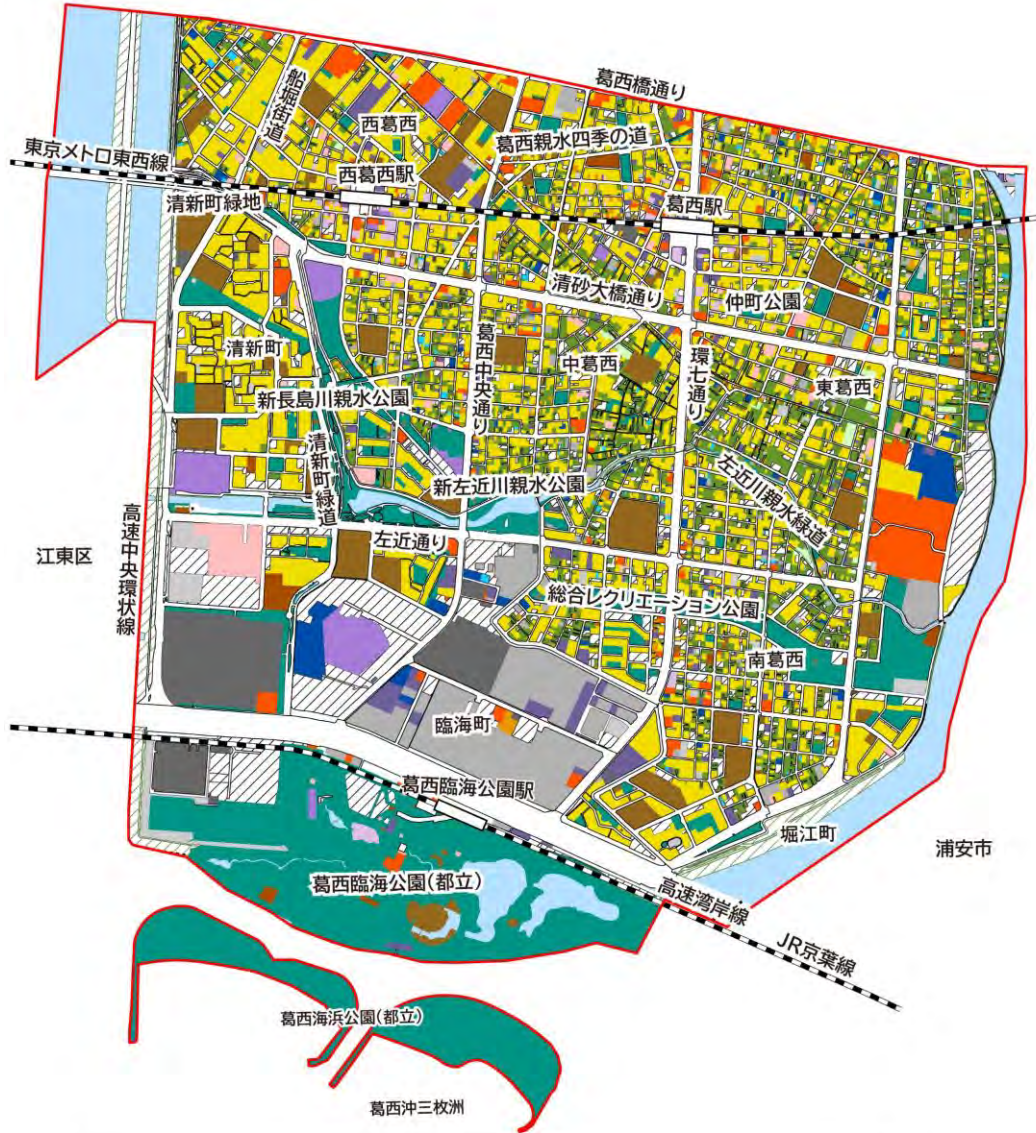 葛西橋通り
船堀街道
西葛西
葛西親水四季の道
東京メトロ東西線
西葛西駅
清新町緑地
葛西駅
清砂大橋通り
仲町公園
葛西中央通り
環七通り
清新町
中葛西
東葛西
新長島川親水公園
清新町緑道
新左近川親水公園
左近川親水緑道
左近通り
江東区
高速中央環状線
総合レクリエーション公園
南葛西
臨海町
葛西臨海公園駅
堀江町
浦安市
葛西臨海公園(都立)
高速湾岸線
JR京葉線
葛西海浜公園(都立)
葛西沖三枚洲